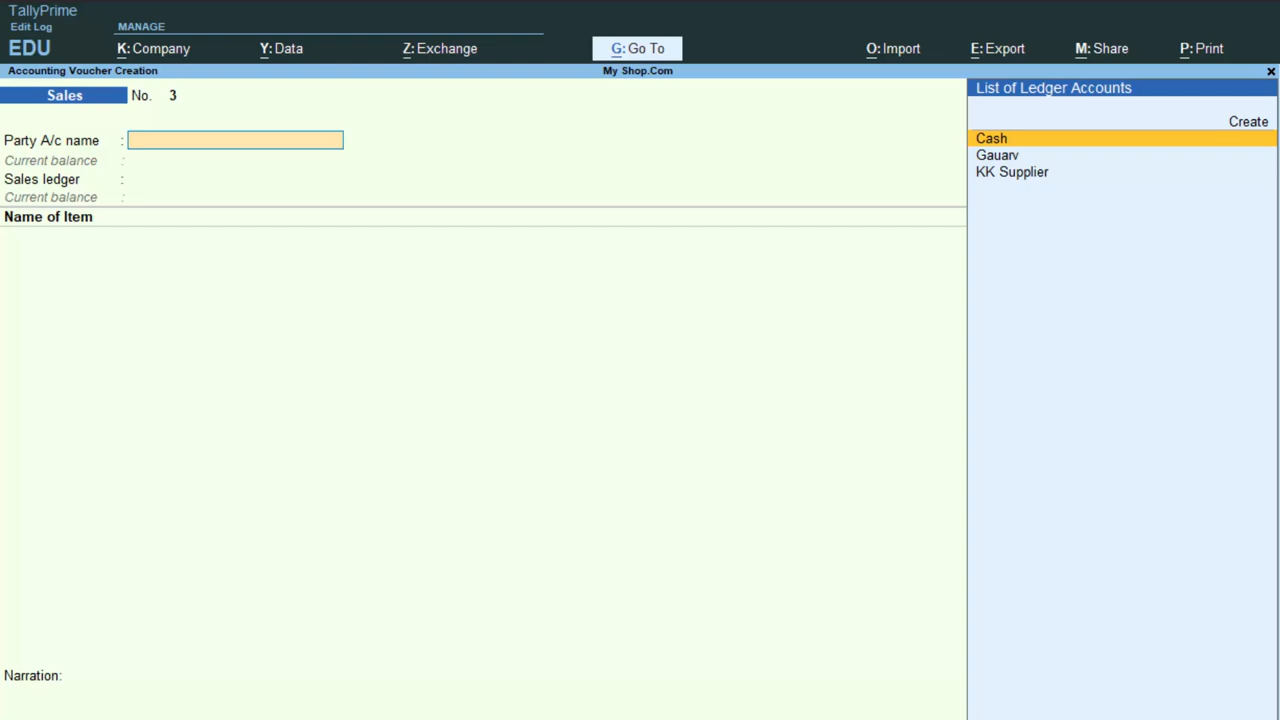 TallyPrime
Edit Log
EDU
MANAGE
K: Company Y: Data Z: Exchange G: Go To O: Import E: Export M: Share P: Print
Accounting Voucher Creation My Shop.Com ×
Sales No. 3
Party A/c name :
Current balance :
Sales ledger :
Current balance :
Name of Item
Narration:
List of Ledger Accounts
Create
Cash
Gauarv
KK Supplier